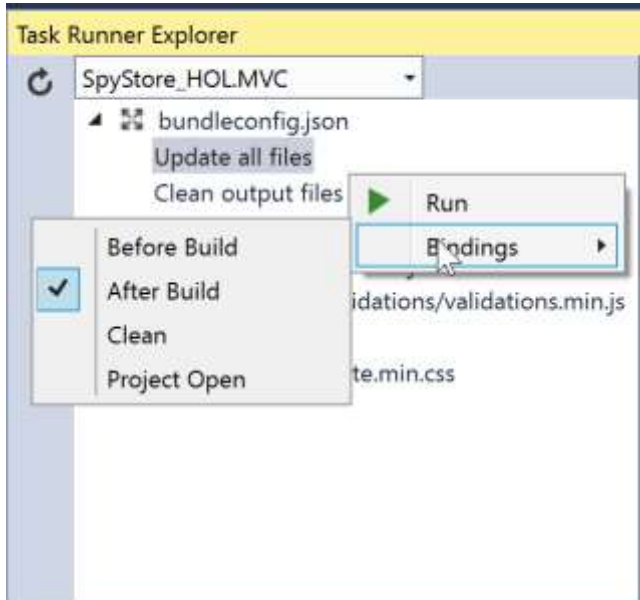 Task Runner Explorer
SpyStore_HOL.MVC
bundleconfig.json
Update all files
Clean output files
Run
Bindings
Before Build
After Build
Clean
Project Open
idations/validations.min.js
te.min.css